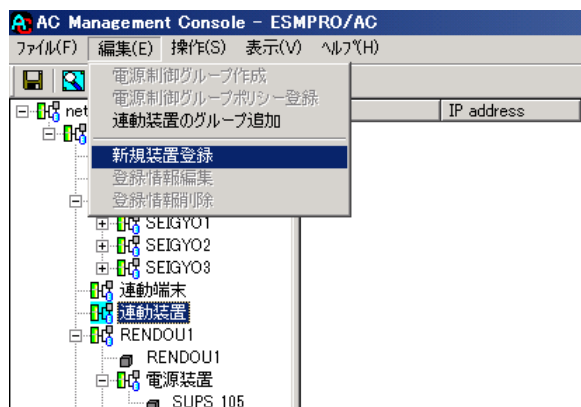 AC Management Console - ESMPRO/AC
ファイル(F) 編集(E) 操作(S) 表示(V) ヘルプ(H)
電源制御グループ作成
電源制御グループポリシー登録
連動装置のグループ追加
新規装置登録
登録情報編集
登録情報削除
net
IP address
SEIGYO1
SEIGYO2
SEIGYO3
連動端末
連動装置
RENDOU1
RENDOU1
電源装置
SUPS_105